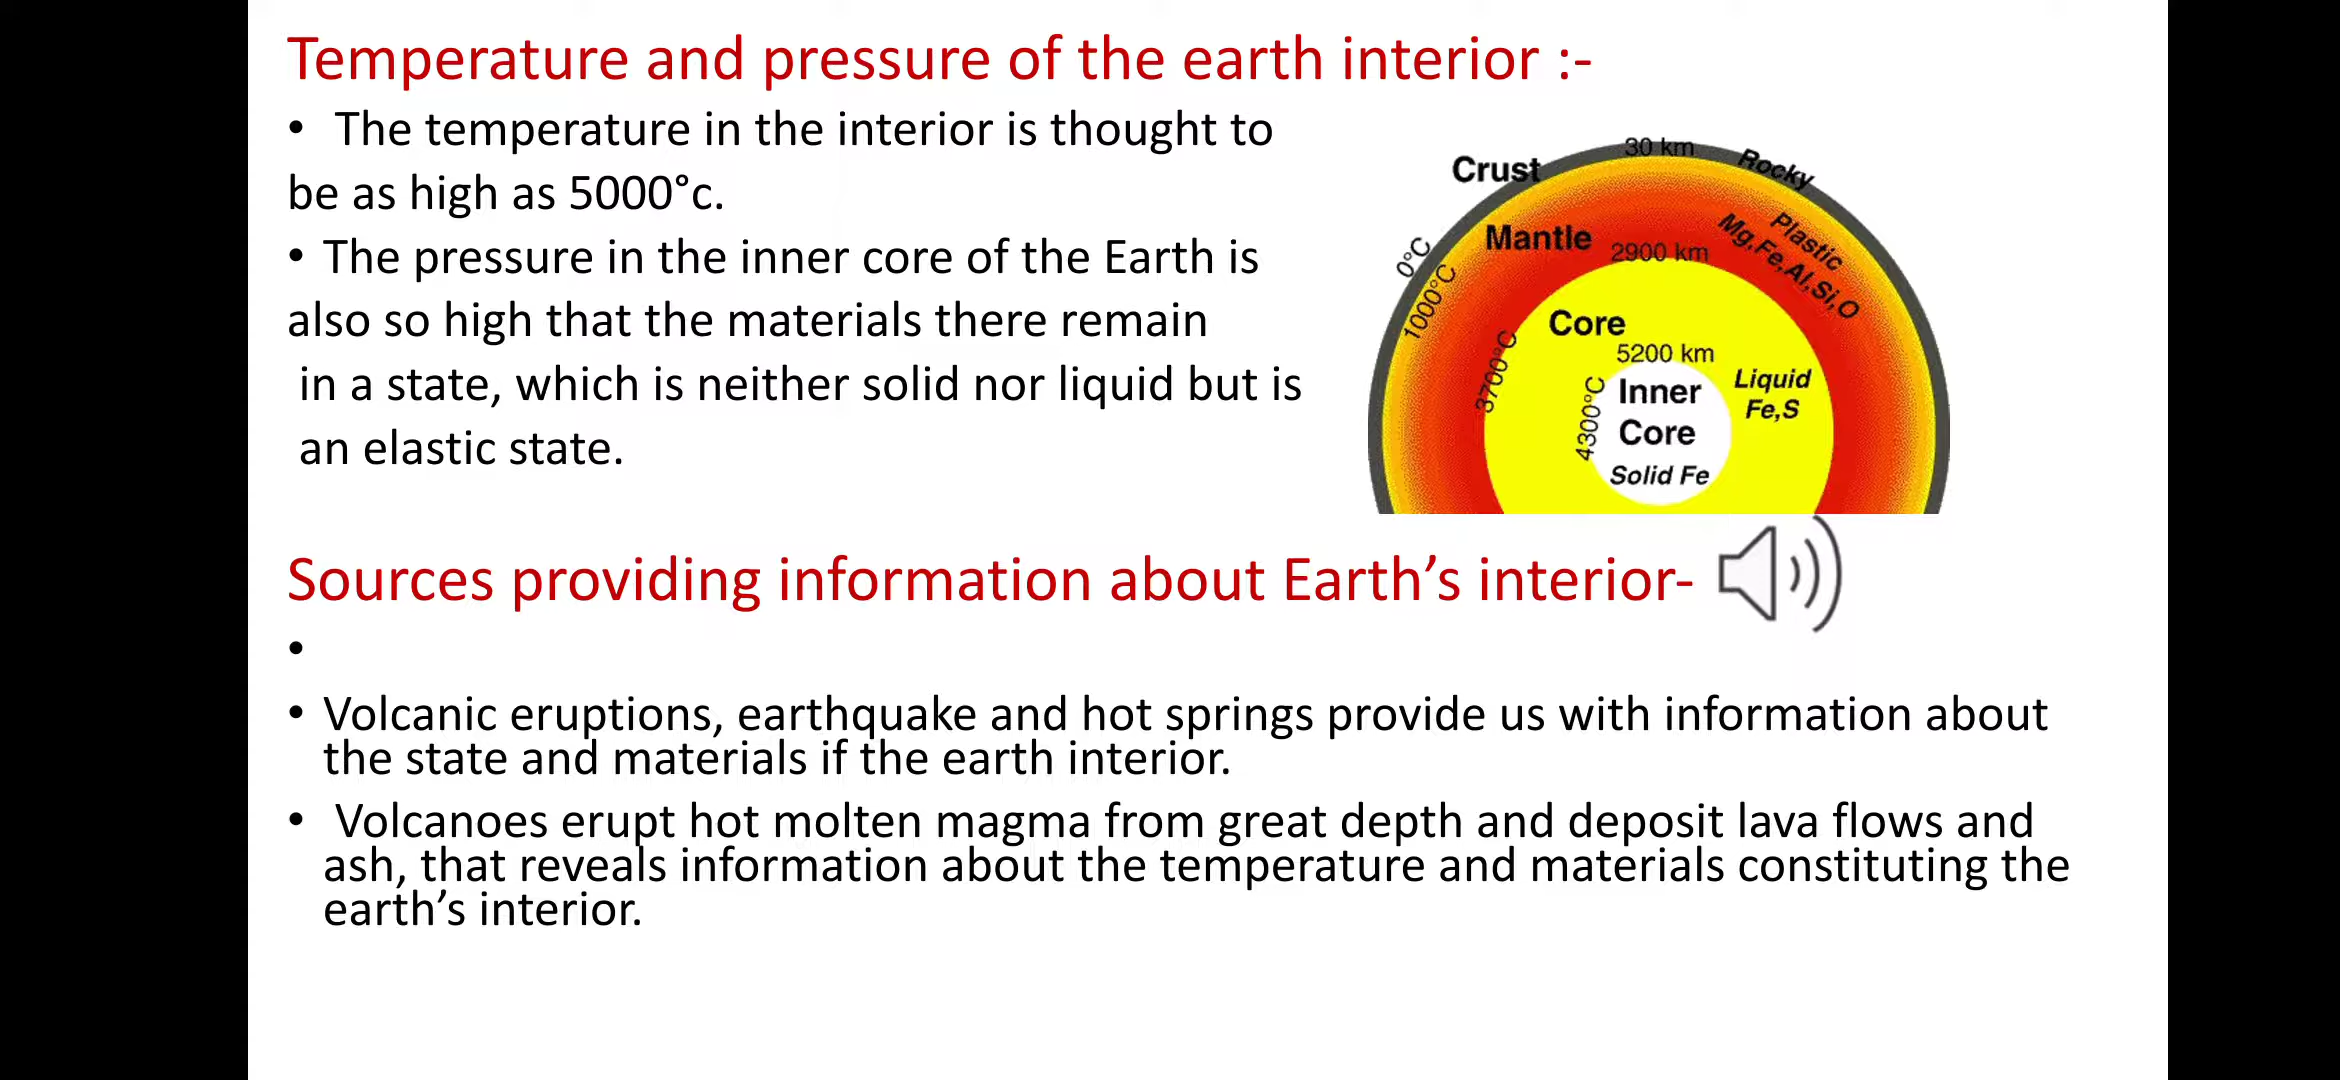 Temperature and pressure of the earth interior :-
• The temperature in the interior is thought to
be as high as 5000°c.
• The pressure in the inner core of the Earth is
also so high that the materials there remain
in a state, which is neither solid nor liquid but is
an elastic state.
30 km
Crust
Rocky
Mantle
2900 km
Plastic
Mg,Fe,Al,Si,O
0°C
1000°C
Core
3700°C
5200 km
4300°C
Inner
Core
Solid Fe
Liquid
Fe,S
Sources providing information about Earth’s interior-
•
• Volcanic eruptions, earthquake and hot springs provide us with information about
the state and materials if the earth interior.
• Volcanoes erupt hot molten magma from great depth and deposit lava flows and
ash, that reveals information about the temperature and materials constituting the
earth’s interior.